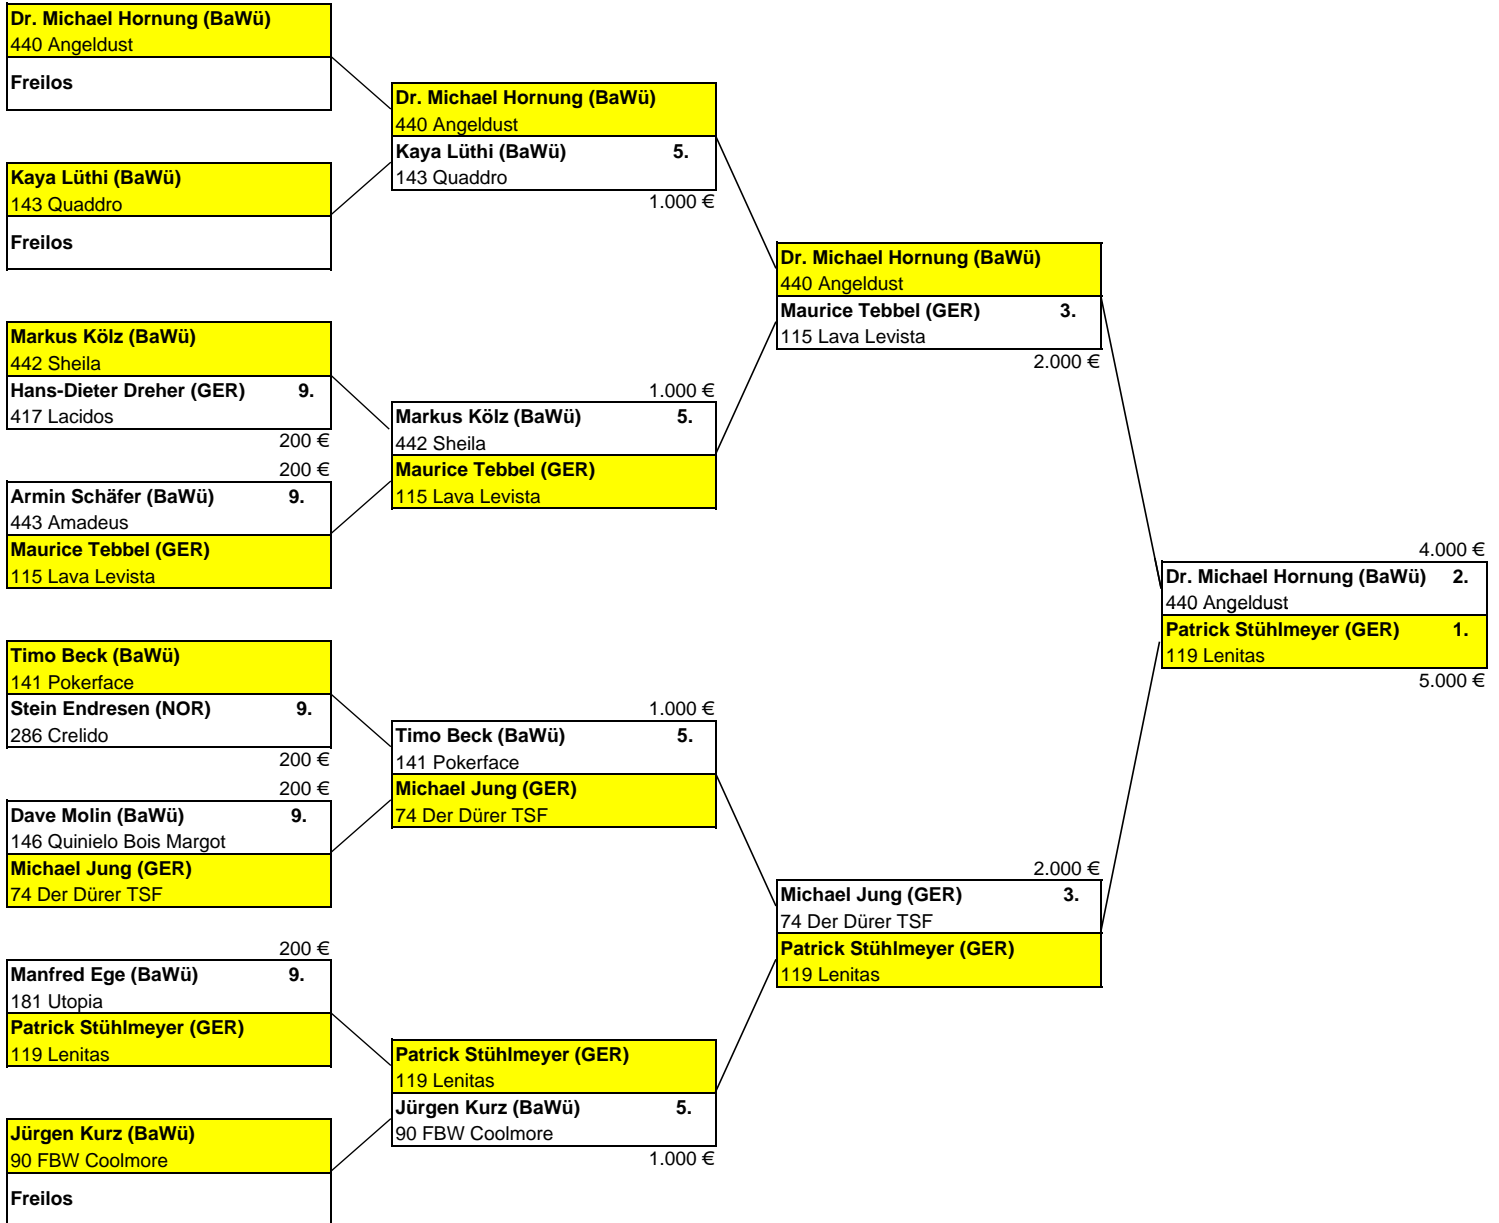 Dr. Michael Hornung (BaWü)
440 Angeldust
Freilos
Kaya Lüthi (BaWü)
143 Quaddro
Freilos
Markus Kölz (BaWü)
442 Sheila
Hans-Dieter Dreher (GER) 9.
417 Lacidos
200 €
200 €
Armin Schäfer (BaWü) 9.
443 Amadeus
Maurice Tebbel (GER)
115 Lava Levista
Timo Beck (BaWü)
141 Pokerface
Stein Endresen (NOR) 9.
286 Crelido
200 €
200 €
Dave Molin (BaWü) 9.
146 Quinielo Bois Margot
Michael Jung (GER)
74 Der Dürer TSF
200 €
Manfred Ege (BaWü) 9.
181 Utopia
Patrick Stühlmeyer (GER)
119 Lenitas
Jürgen Kurz (BaWü)
90 FBW Coolmore
Freilos
Dr. Michael Hornung (BaWü)
440 Angeldust
Kaya Lüthi (BaWü) 5.
143 Quaddro
1.000 €
1.000 €
Markus Kölz (BaWü) 5.
442 Sheila
Maurice Tebbel (GER)
115 Lava Levista
1.000 €
Timo Beck (BaWü) 5.
141 Pokerface
Michael Jung (GER)
74 Der Dürer TSF
Patrick Stühlmeyer (GER)
119 Lenitas
Jürgen Kurz (BaWü) 5.
90 FBW Coolmore
1.000 €
Dr. Michael Hornung (BaWü)
440 Angeldust
Maurice Tebbel (GER) 3.
115 Lava Levista
2.000 €
2.000 €
Michael Jung (GER) 3.
74 Der Dürer TSF
Patrick Stühlmeyer (GER)
119 Lenitas
4.000 €
Dr. Michael Hornung (BaWü) 2.
440 Angeldust
Patrick Stühlmeyer (GER) 1.
119 Lenitas
5.000 €